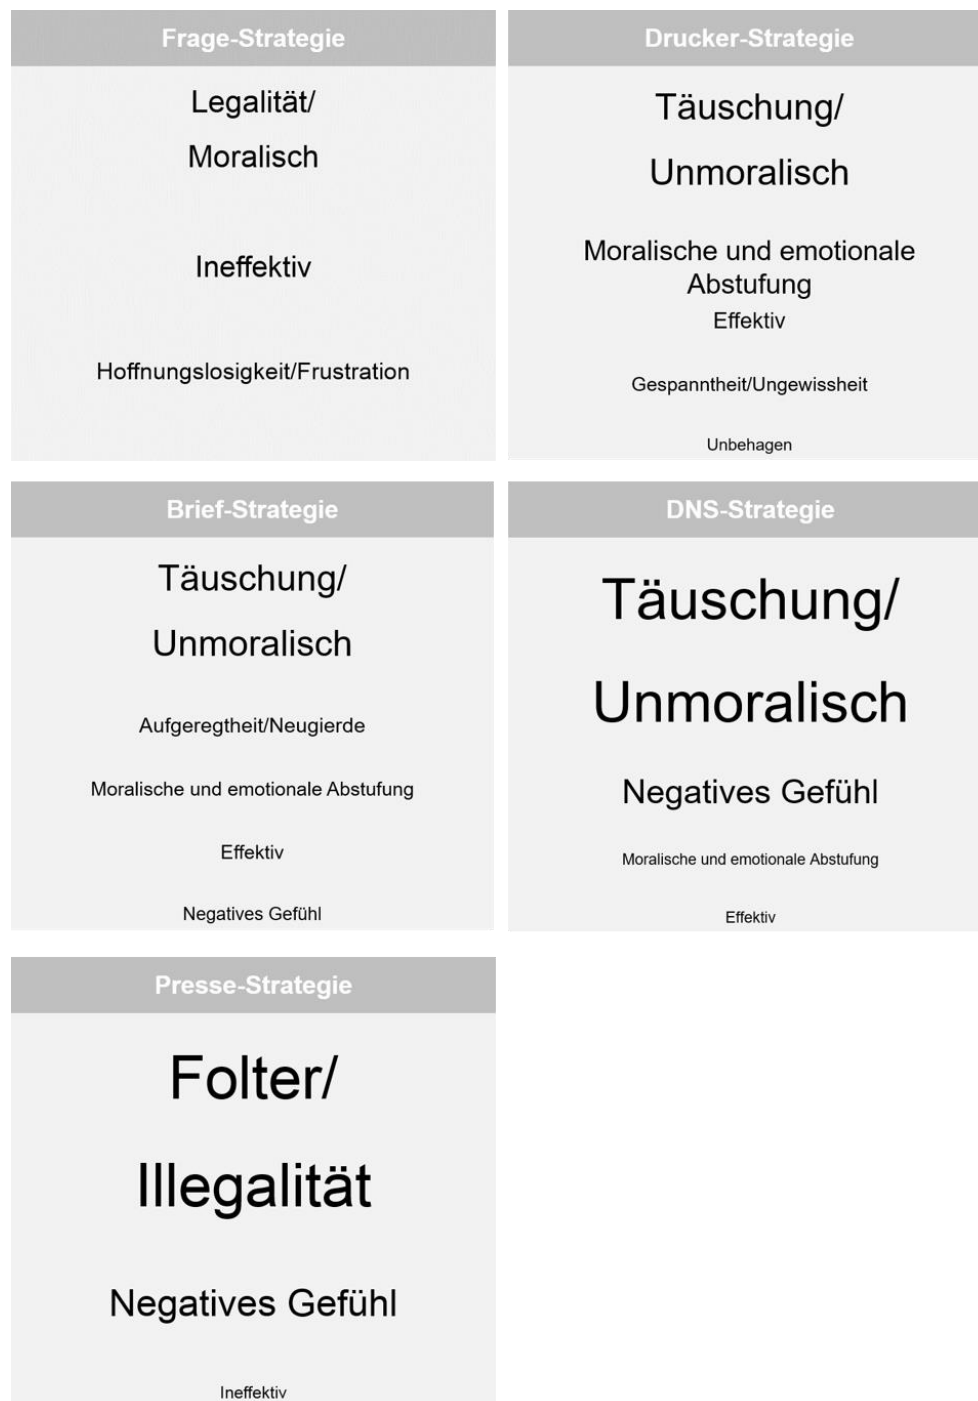 Frage-Strategie
Legalität/
Moralisch
Ineffektiv
Hoffnungslosigkeit/Frustration
Drucker-Strategie
Täuschung/
Unmoralisch
Moralische und emotionale
Abstufung
Effektiv
Gespanntheit/Ungewissheit
Unbehagen
Brief-Strategie
Täuschung/
Unmoralisch
Aufgeregtheit/Neugierde
Moralische und emotionale Abstufung
Effektiv
Negatives Gefühl
DNS-Strategie
Täuschung/
Unmoralisch
Negatives Gefühl
Moralische und emotionale Abstufung
Effektiv
Presse-Strategie
Folter/
Illegalität
Negatives Gefühl
Ineffektiv